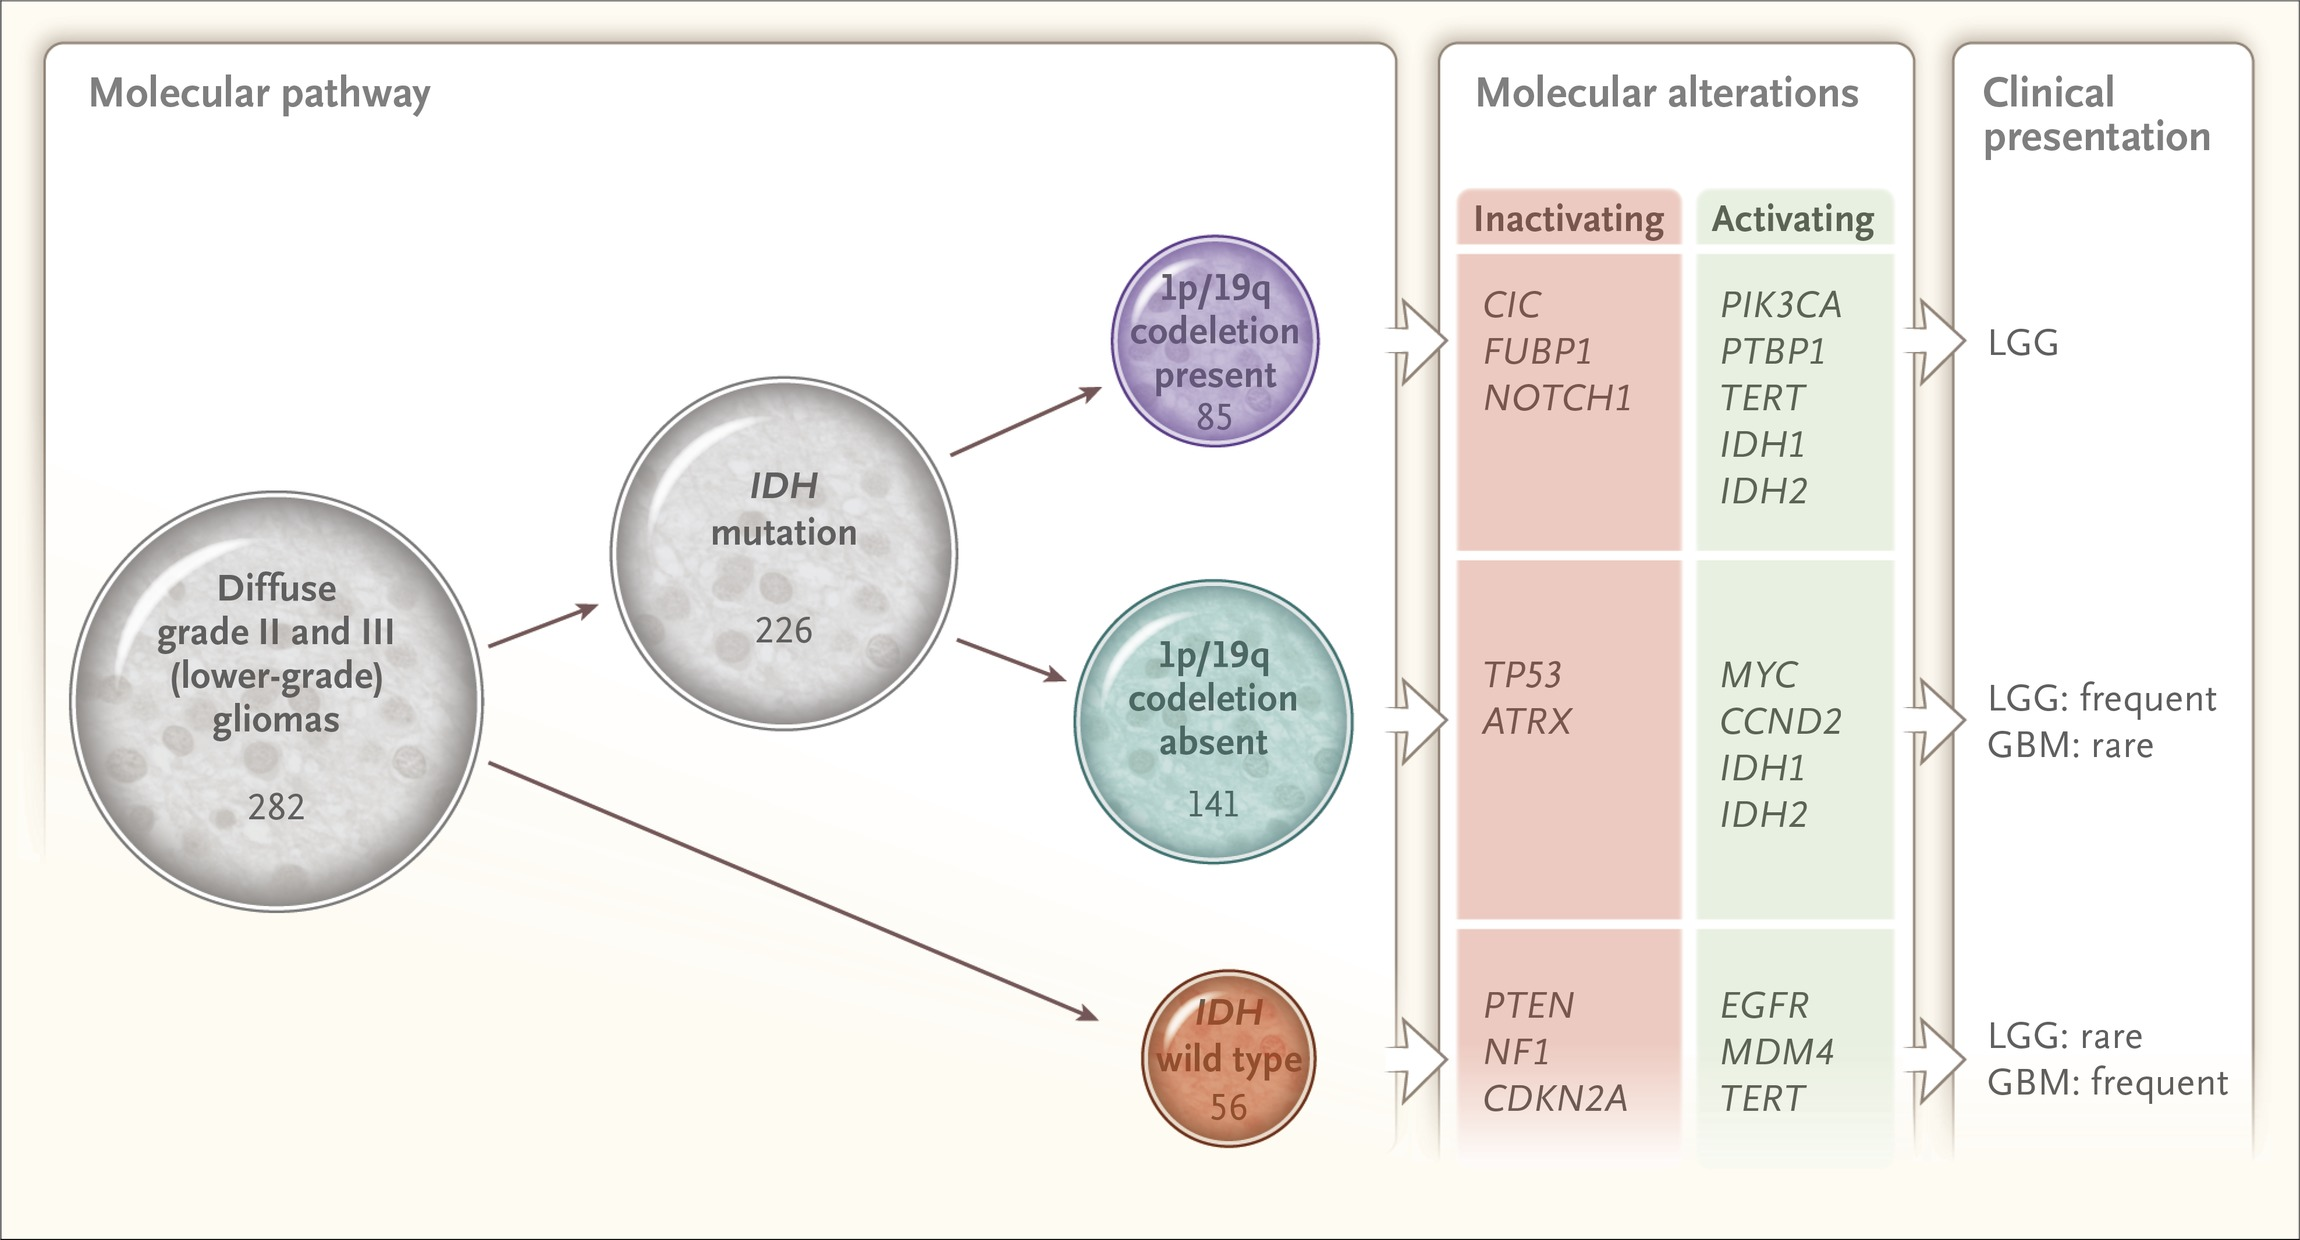 Molecular pathway
Diffuse
grade II and III
(lower-grade)
gliomas
282
IDH
mutation
226
1p/19q
codeletion
present
85
1p/19q
codeletion
absent
141
IDH
wild type
56
Molecular alterations
Inactivating
Activating
CIC
FUBP1
NOTCH1
PIK3CA
PTBP1
TERT
IDH1
IDH2
TP53
ATRX
MYC
CCND2
IDH1
IDH2
PTEN
NF1
CDKN2A
EGFR
MDM4
TERT
Clinical
presentation
LGG
LGG: frequent
GBM: rare
LGG: rare
GBM: frequent